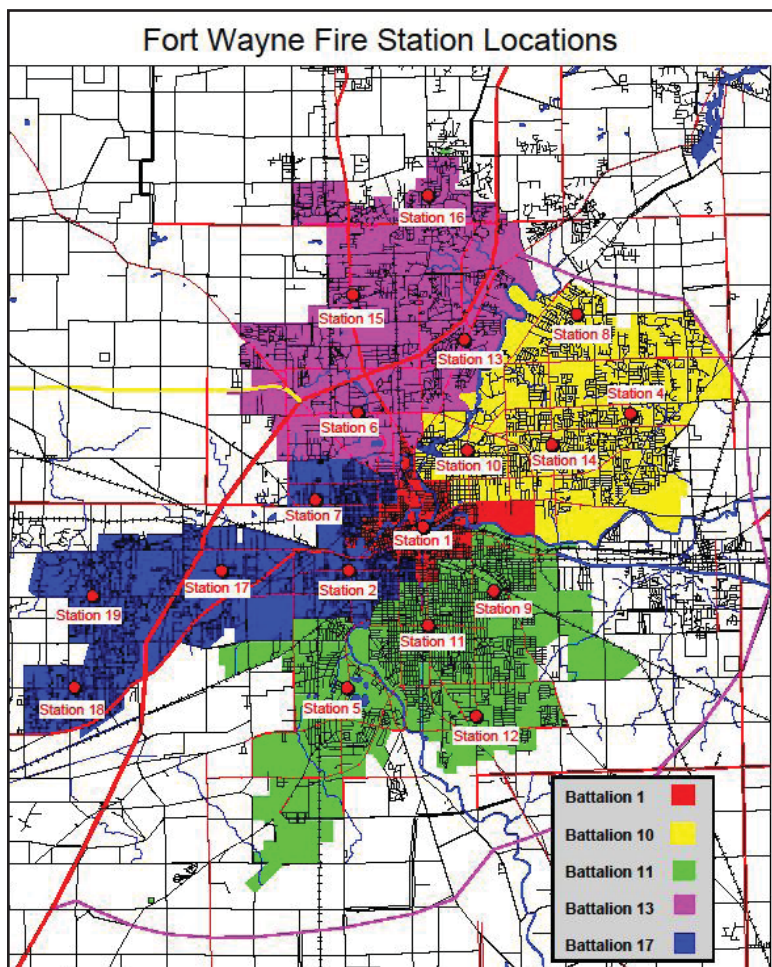 Fort Wayne Fire Station Locations
Station 16
Station 15
Station 13
Station 8
Station 4
Station 6
Station 10
Station 14
Station 7
Station 1
Station 17
Station 2
Station 19
Station 9
Station 11
Station 18
Station 5
Station 12
Battalion 1
Battalion 10
Battalion 11
Battalion 13
Battalion 17